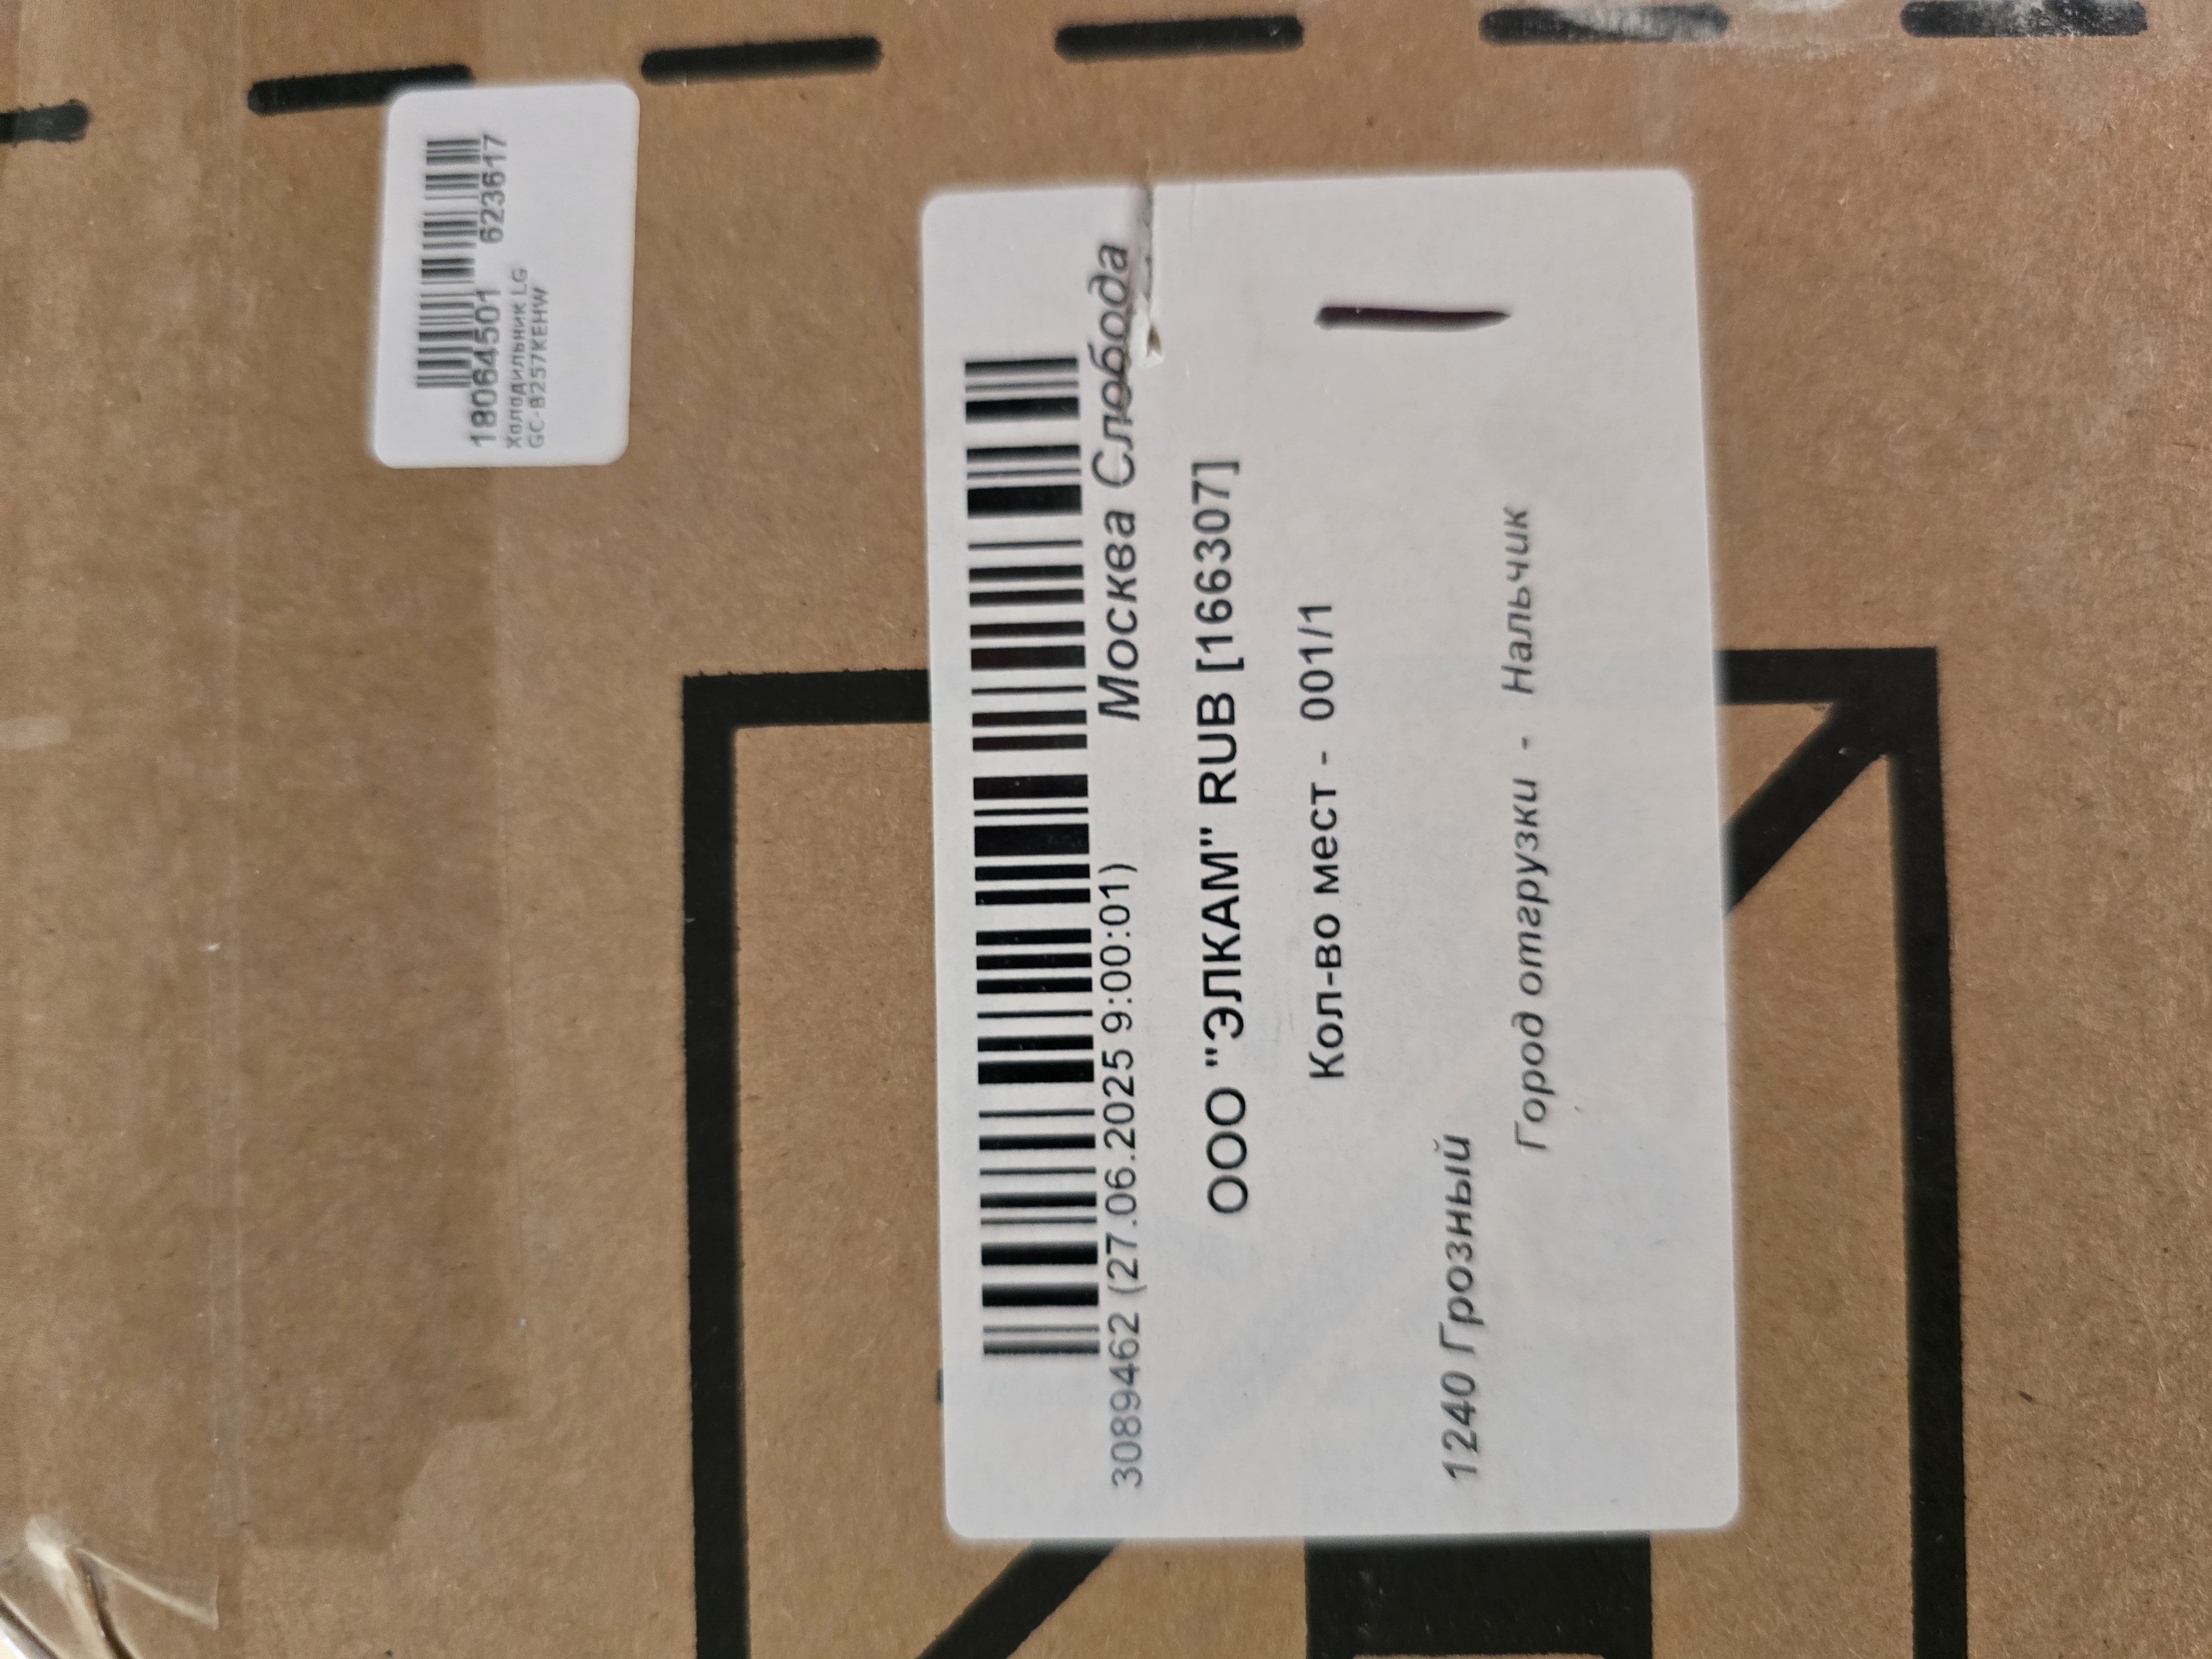 18064501 623617
Холодильник LG
GC-B257KEHW
3089462 (27.06.2025 9:00:01) Москва Слобода
ООО "ЭЛКАМ" RUB [166307]
Кол-во мест - 001/1
1240 Грозный
Город отгрузки - Нальчик